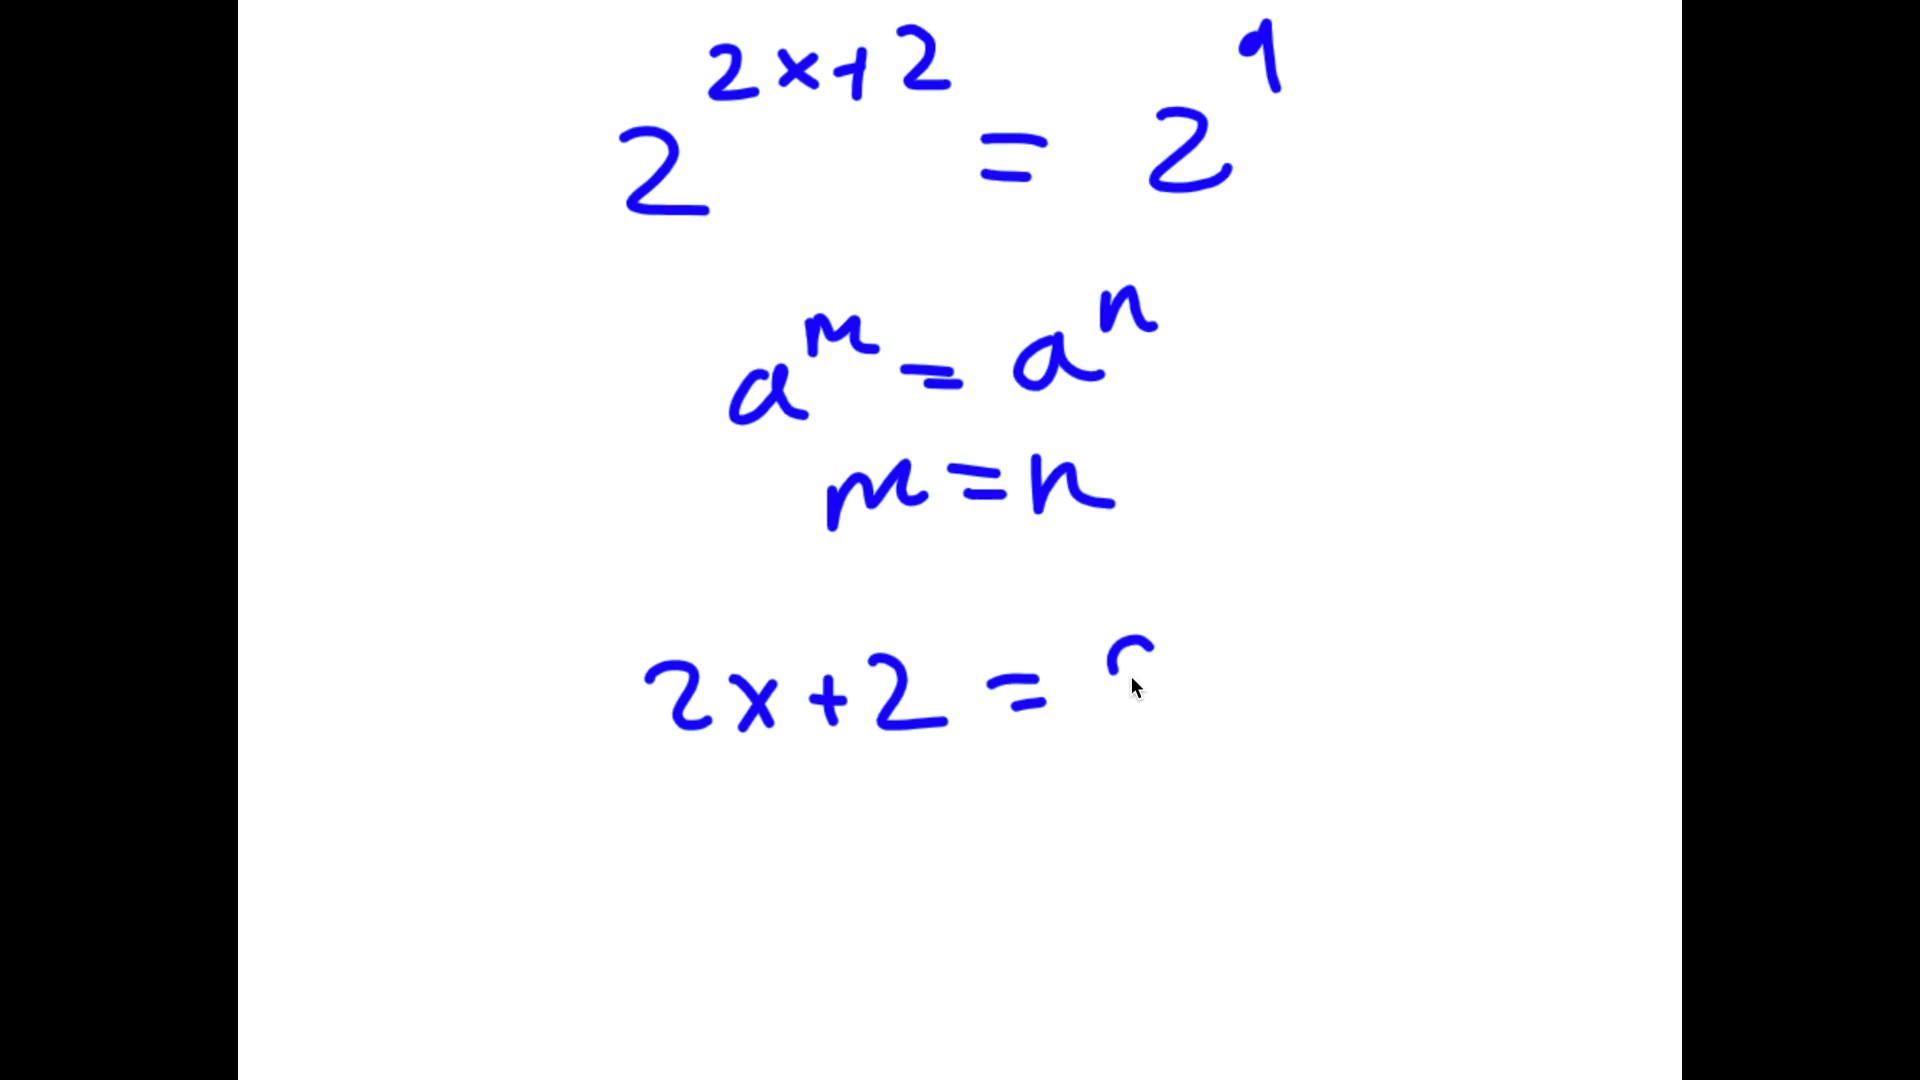 2^{2x+2} = 2^9
a^m = a^n
m = n
2x + 2 =